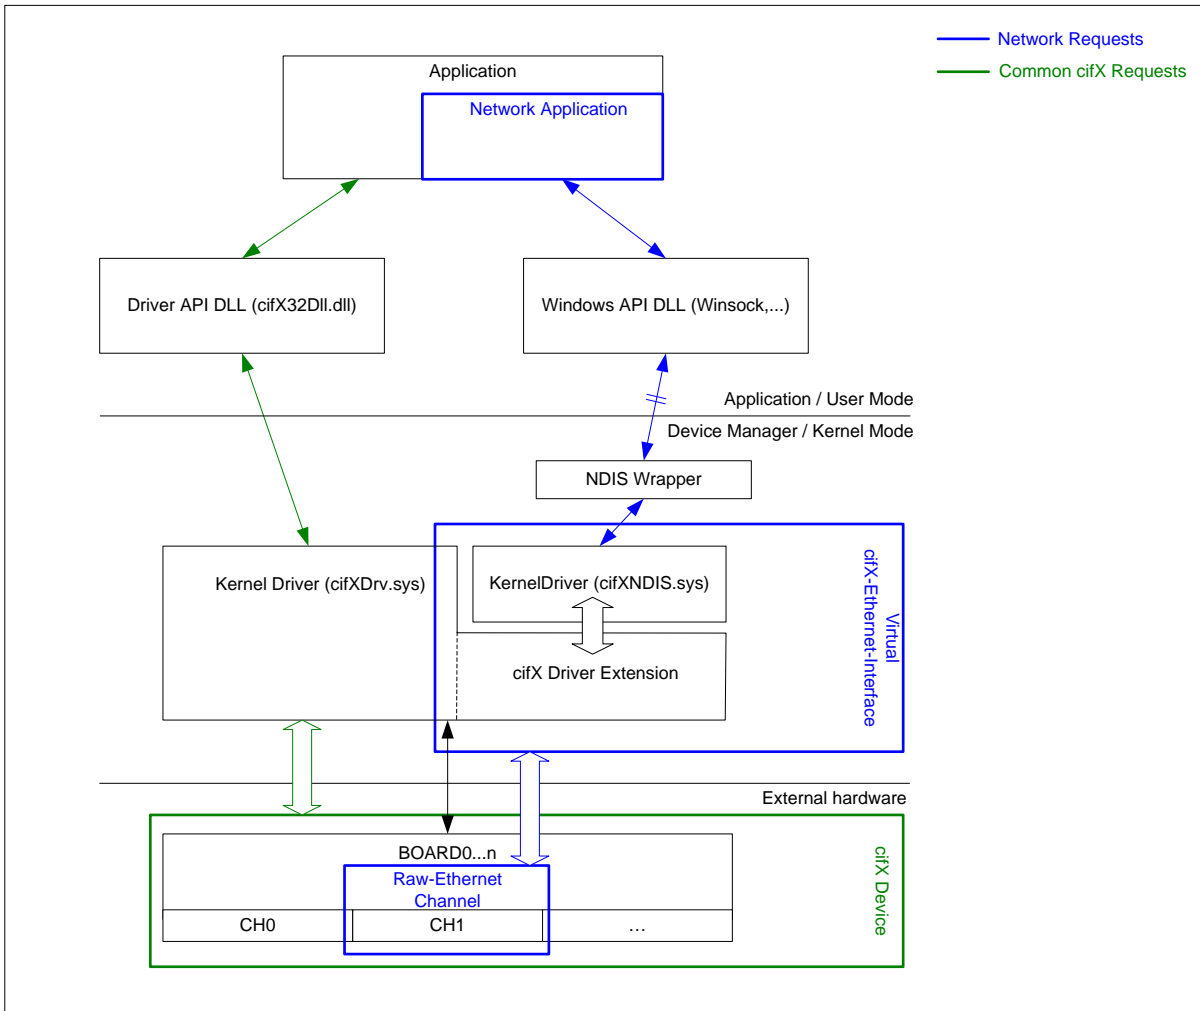 Network Requests
Common cifX Requests
Application
Network Application
Driver API DLL (cifX32Dll.dll)
Windows API DLL (Winsock,...)
Application / User Mode
Device Manager / Kernel Mode
NDIS Wrapper
Kernel Driver (cifXDrv.sys)
KernelDriver (cifXNDIS.sys)
cifX Driver Extension
Virtual
cifX-Ethernet-Interface
External hardware
BOARD0...n
Raw-Ethernet
Channel
CH0
CH1
...
cifX Device